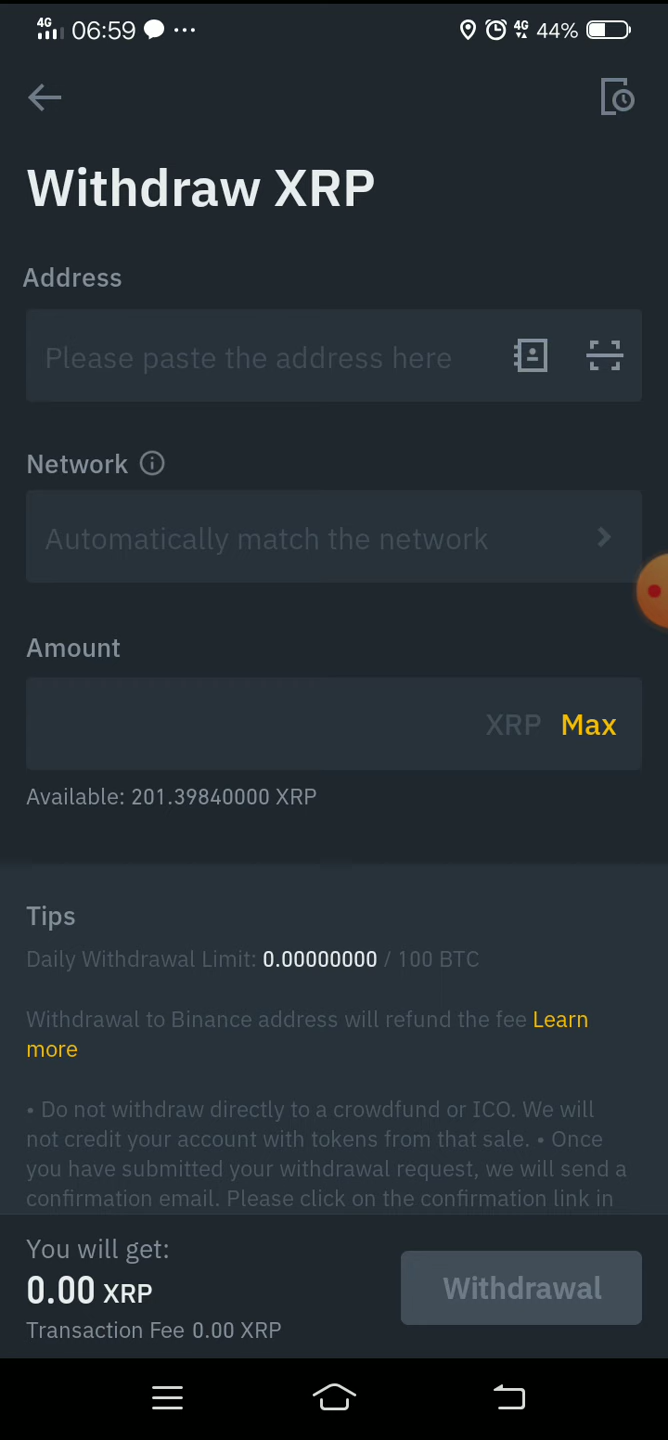 4G 06:59 ... 4G 44%
Withdraw XRP
Address
Please paste the address here
Network
Automatically match the network
Amount
XRP Max
Available: 201.39840000 XRP
Tips
Daily Withdrawal Limit: 0.00000000 / 100 BTC
Withdrawal to Binance address will refund the fee Learn
more
• Do not withdraw directly to a crowdfund or ICO. We will
not credit your account with tokens from that sale. • Once
you have submitted your withdrawal request, we will send a
confirmation email. Please click on the confirmation link in
You will get:
0.00 XRP
Withdrawal
Transaction Fee 0.00 XRP